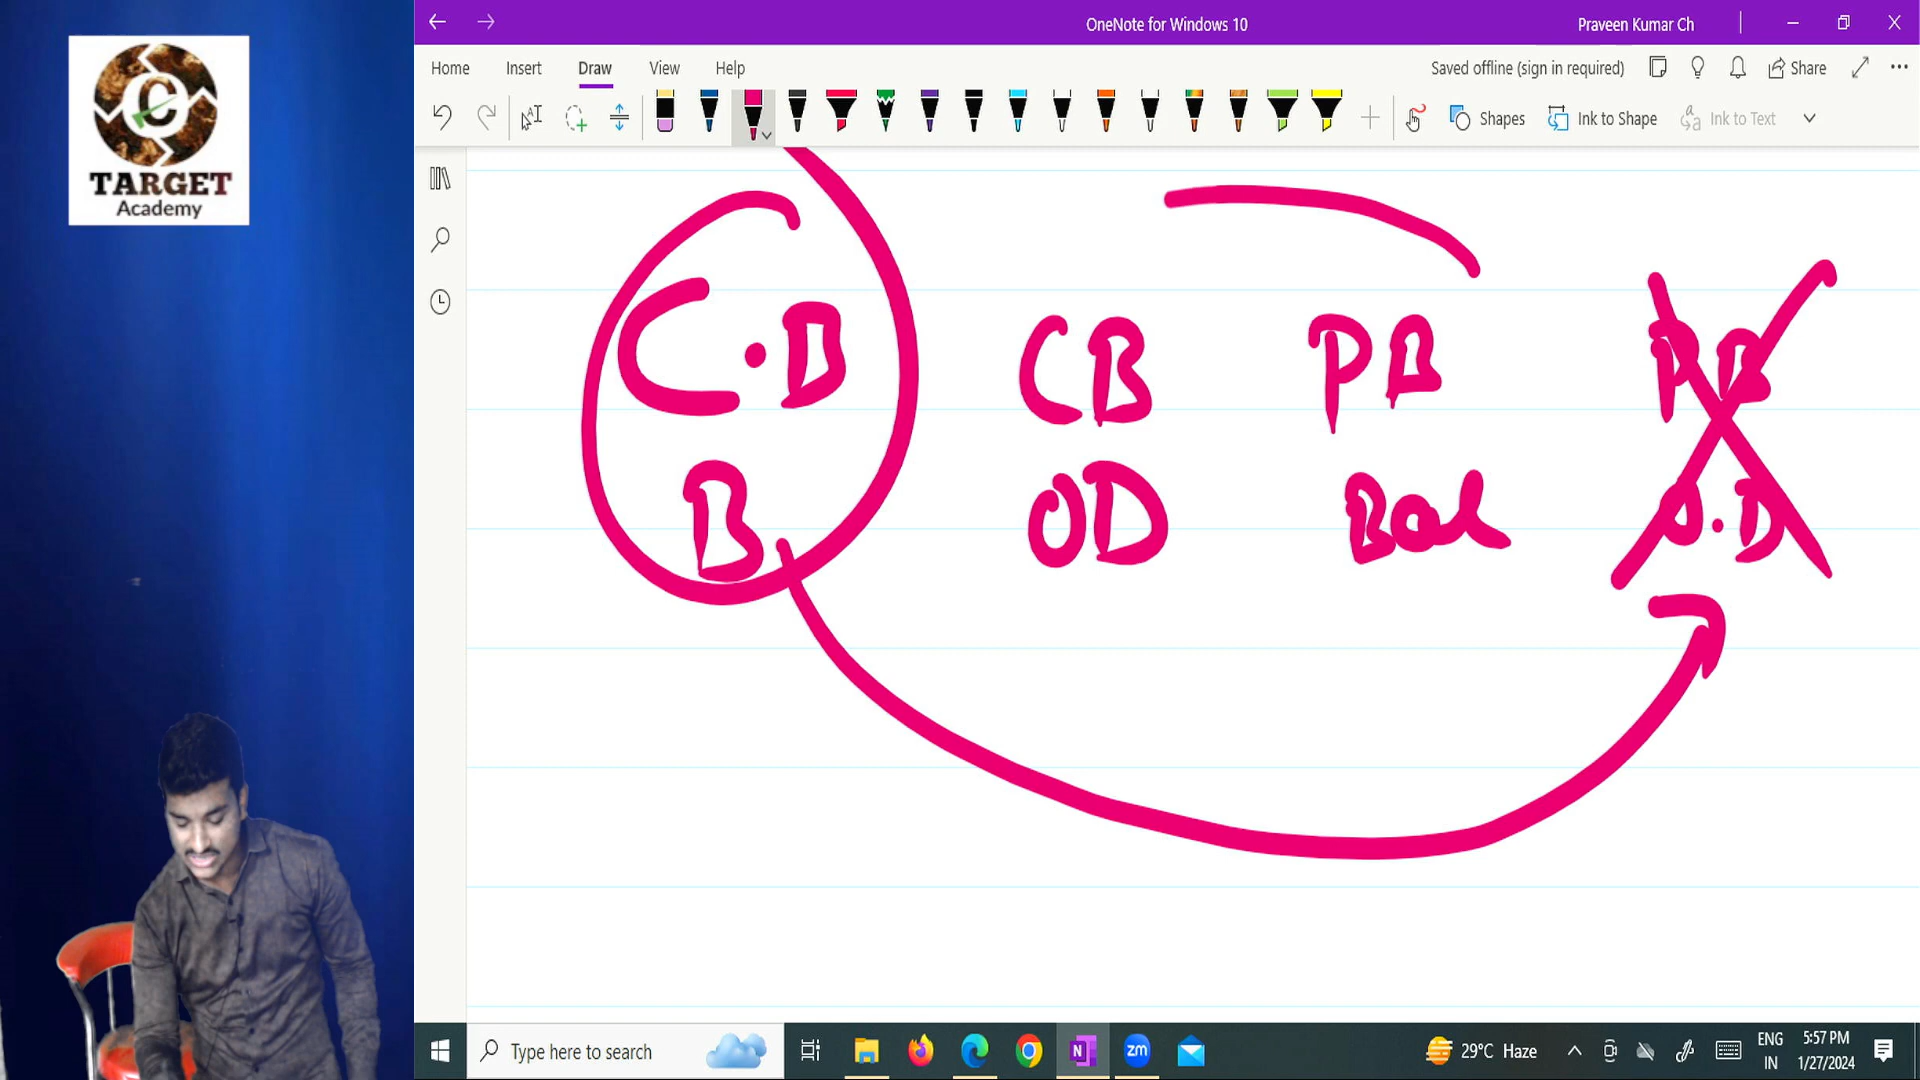 TARGET
Academy
OneNote for Windows 10
Praveen Kumar Ch
Home Insert Draw View Help
Saved offline (sign in required)
Share
Shapes
Ink to Shape
Ink to Text
C.B CB PB PB
B OD Bal O.D
Type here to search
zm
29°C Haze
ENG
IN
5:57 PM
1/27/2024